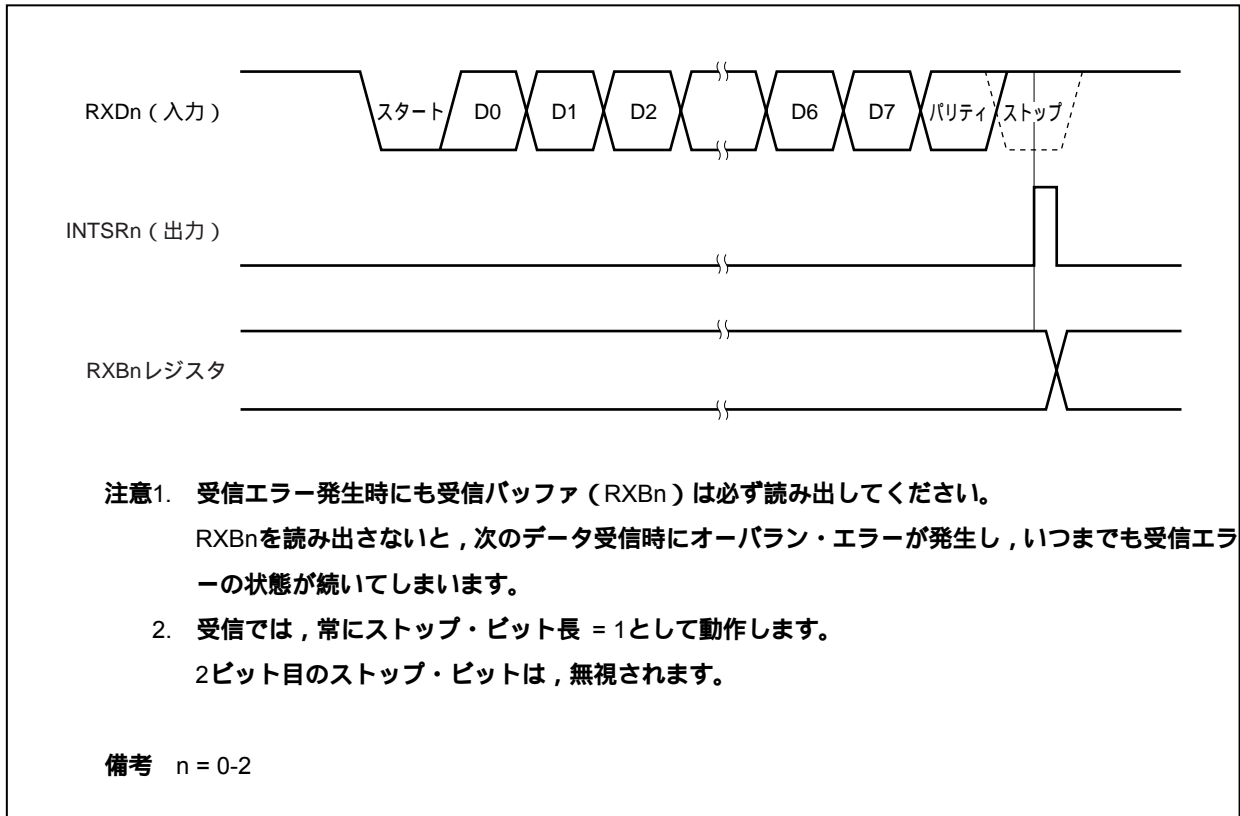 RXDn（入力）
スタート D0 D1 D2 D6 D7 パリティ ストップ
INTSRn（出力）
RXBnレジスタ
注意1. 受信エラー発生時にも受信バッファ（RXBn）は必ず読み出してください。
RXBnを読み出さないと，次のデータ受信時にオーバラン・エラーが発生し，いつまでも受信エラ
ーの状態が続いてしまいます。
2. 受信では，常にストップ・ビット長 = 1として動作します。
2ビット目のストップ・ビットは，無視されます。
備考 n = 0-2